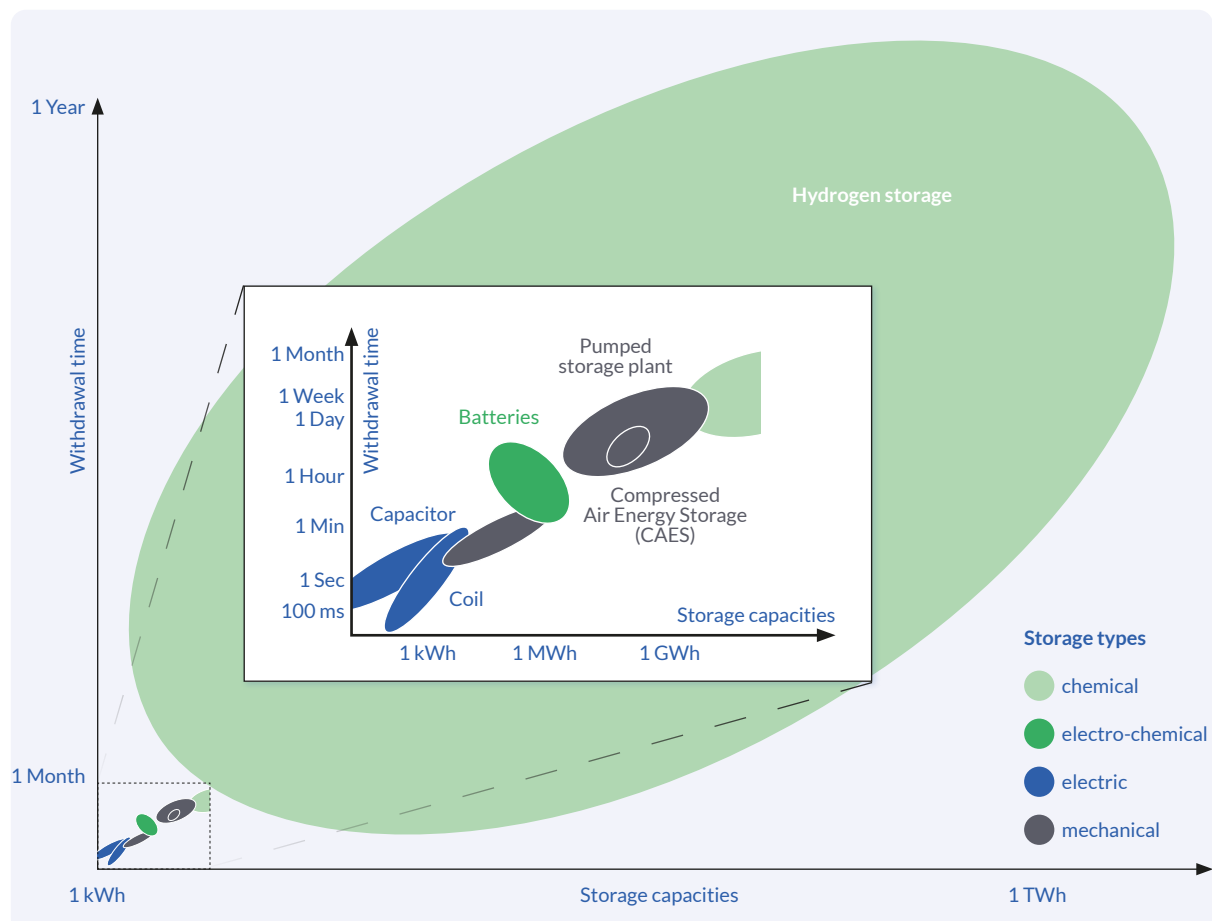 1 Year
Hydrogen storage
Withdrawal time
1 Month
1 Week
1 Day
1 Hour
1 Min
1 Sec
100 ms
Withdrawal time
Pumped
storage plant
Batteries
Capacitor
Compressed
Air Energy Storage
(CAES)
Coil
Storage capacities
1 kWh
1 MWh
1 GWh
Storage types
chemical
electro-chemical
electric
mechanical
1 Month
1 kWh
Storage capacities
1 TWh